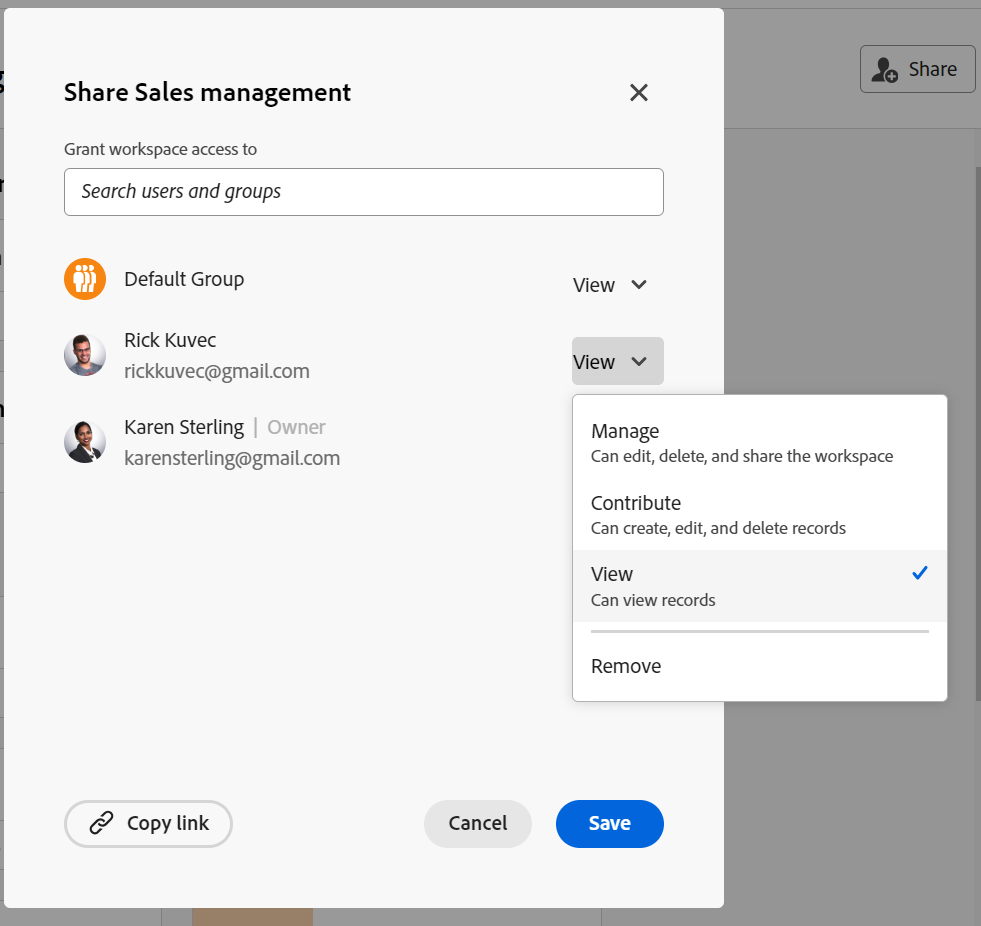 Share
Share Sales management
Grant workspace access to
Search users and groups
Default Group
View
Rick Kuvec
rickkuvec@gmail.com
View
Karen Sterling | Owner
karensterling@gmail.com
Manage
Can edit, delete, and share the workspace
Contribute
Can create, edit, and delete records
View
Can view records
Remove
Copy link
Cancel
Save